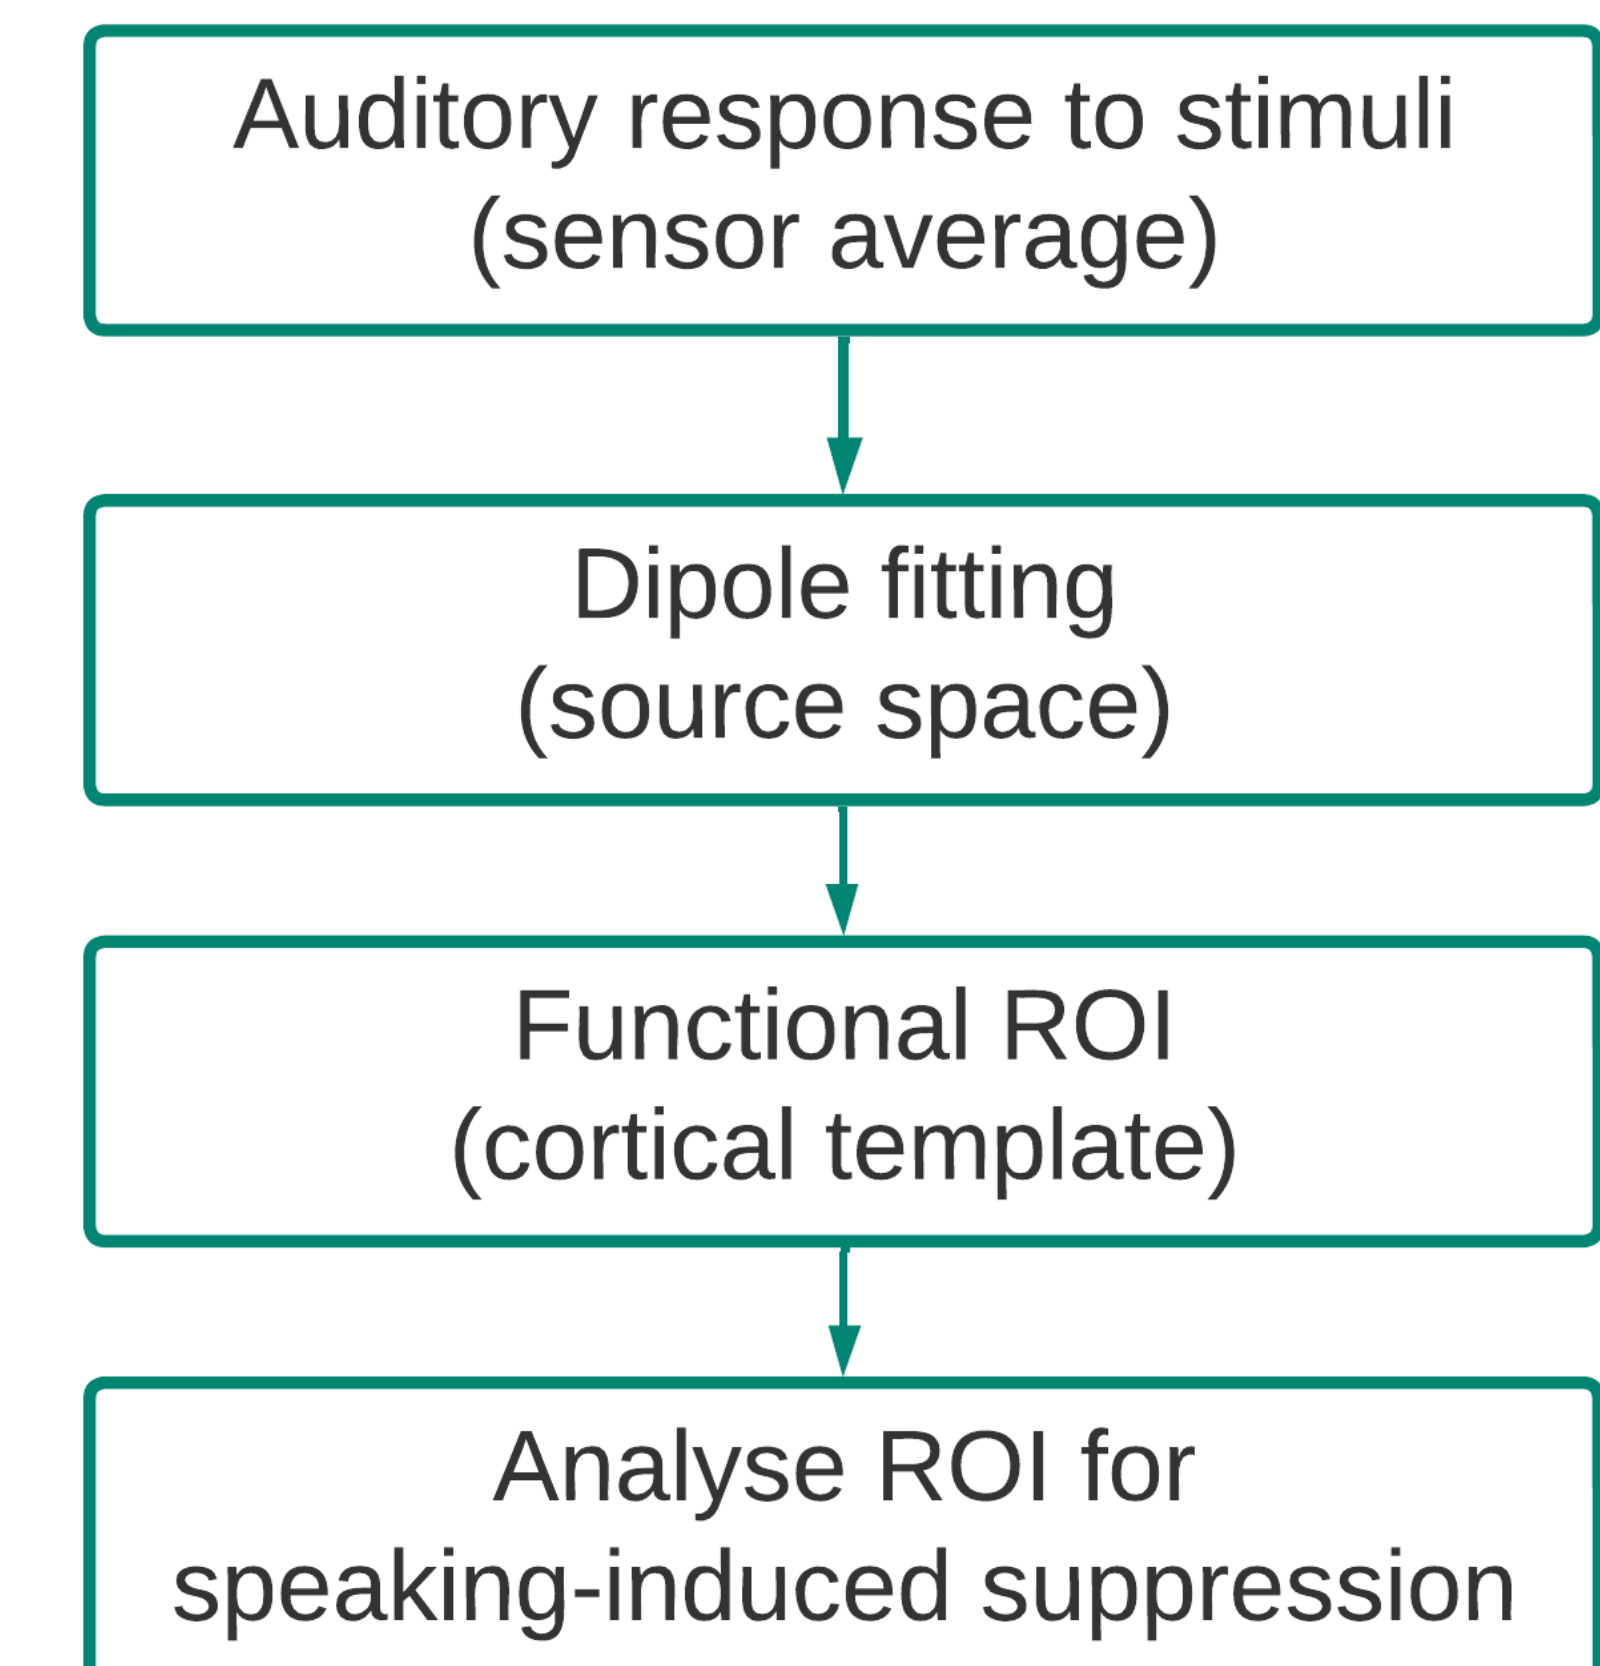 Auditory response to stimuli
(sensor average)
Dipole fitting
(source space)
Functional ROI
(cortical template)
Analyse ROI for
speaking-induced suppression